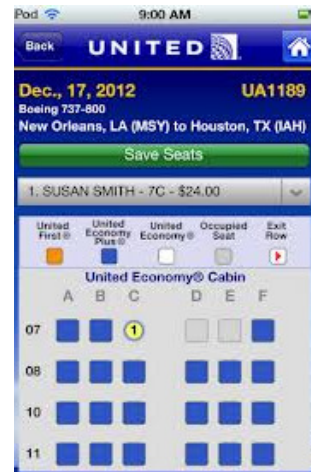 Pod 9:00 AM
Back UNITED
Dec., 17, 2012 UA1189
Boeing 737-800
New Orleans, LA (MSY) to Houston, TX (IAH)
Save Seats
1. SUSAN SMITH - 7C - $24.00
United First® United Economy Plus® United Economy® Occupied Seat Exit Row
United Economy® Cabin
A B C D E F
07 1
08
10
11